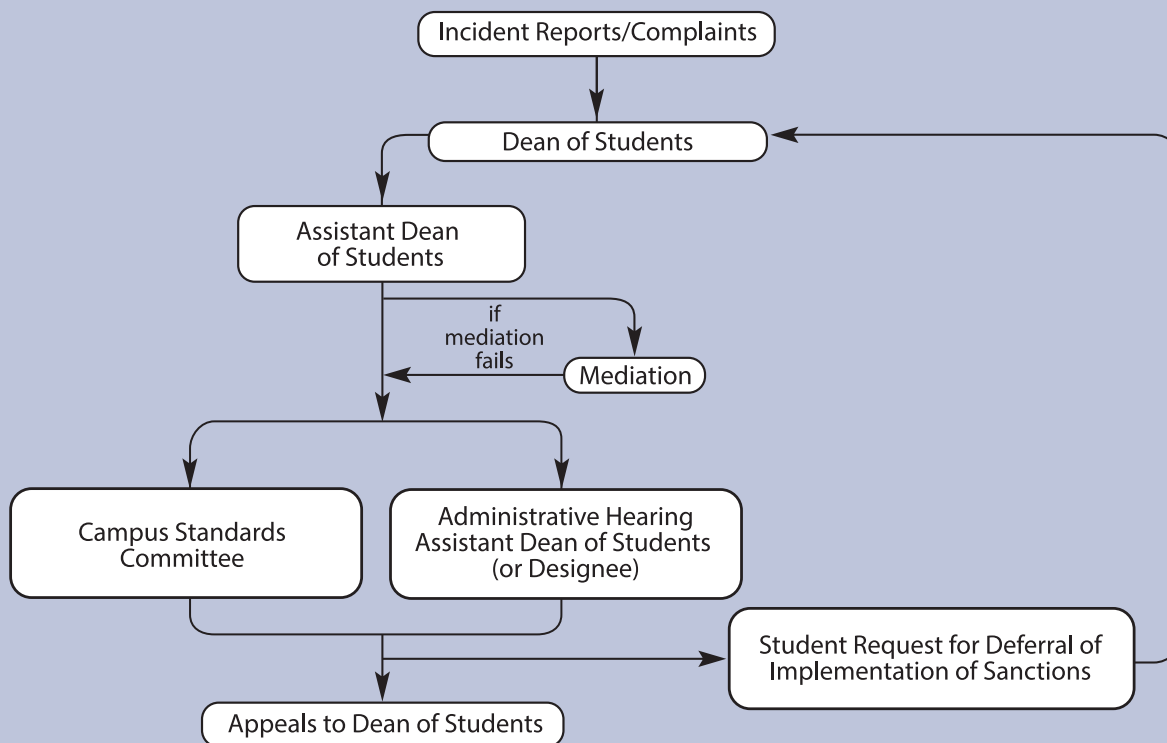 Incident Reports/Complaints
Dean of Students
Assistant Dean
of Students
if
mediation
fails
Mediation
Campus Standards
Committee
Administrative Hearing
Assistant Dean of Students
(or Designee)
Student Request for Deferral of
Implementation of Sanctions
Appeals to Dean of Students